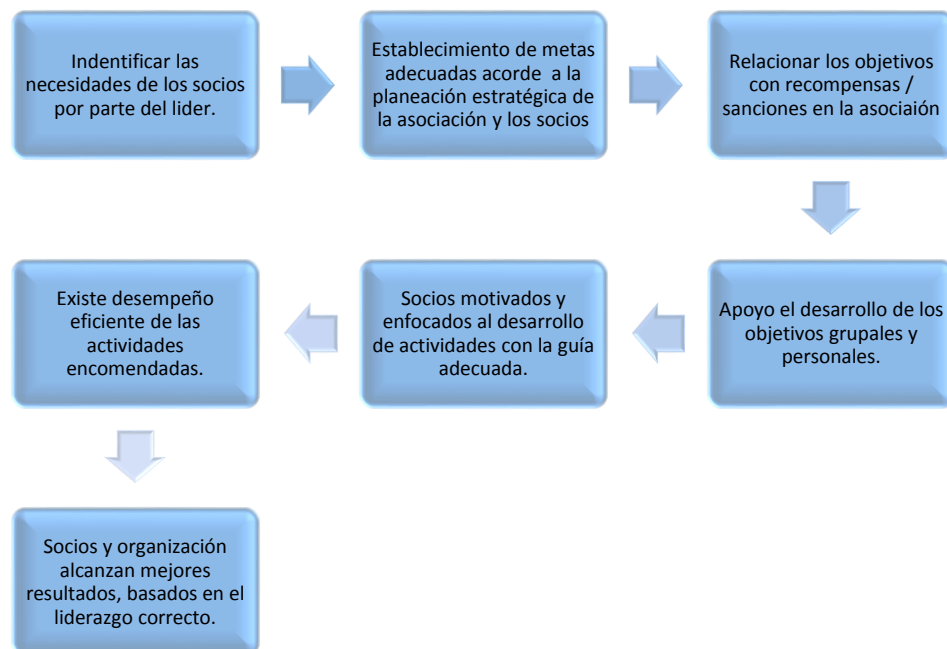 Indentificar las
necesidades de los socios
por parte del lider.
Establecimiento de metas
adecuadas acorde  a la
planeación estratégica de
la asociación y los socios
Relacionar los objetivos
con recompensas /
sanciones en la asociaión
Apoyo el desarrollo de los
objetivos grupales y
personales.
Socios motivados y
enfocados al desarrollo
de actividades con la guía
adecuada.
Existe desempeño
eficiente de las
actividades
encomendadas.
Socios y organización
alcanzan mejores
resultados, basados en el
liderazgo correcto.